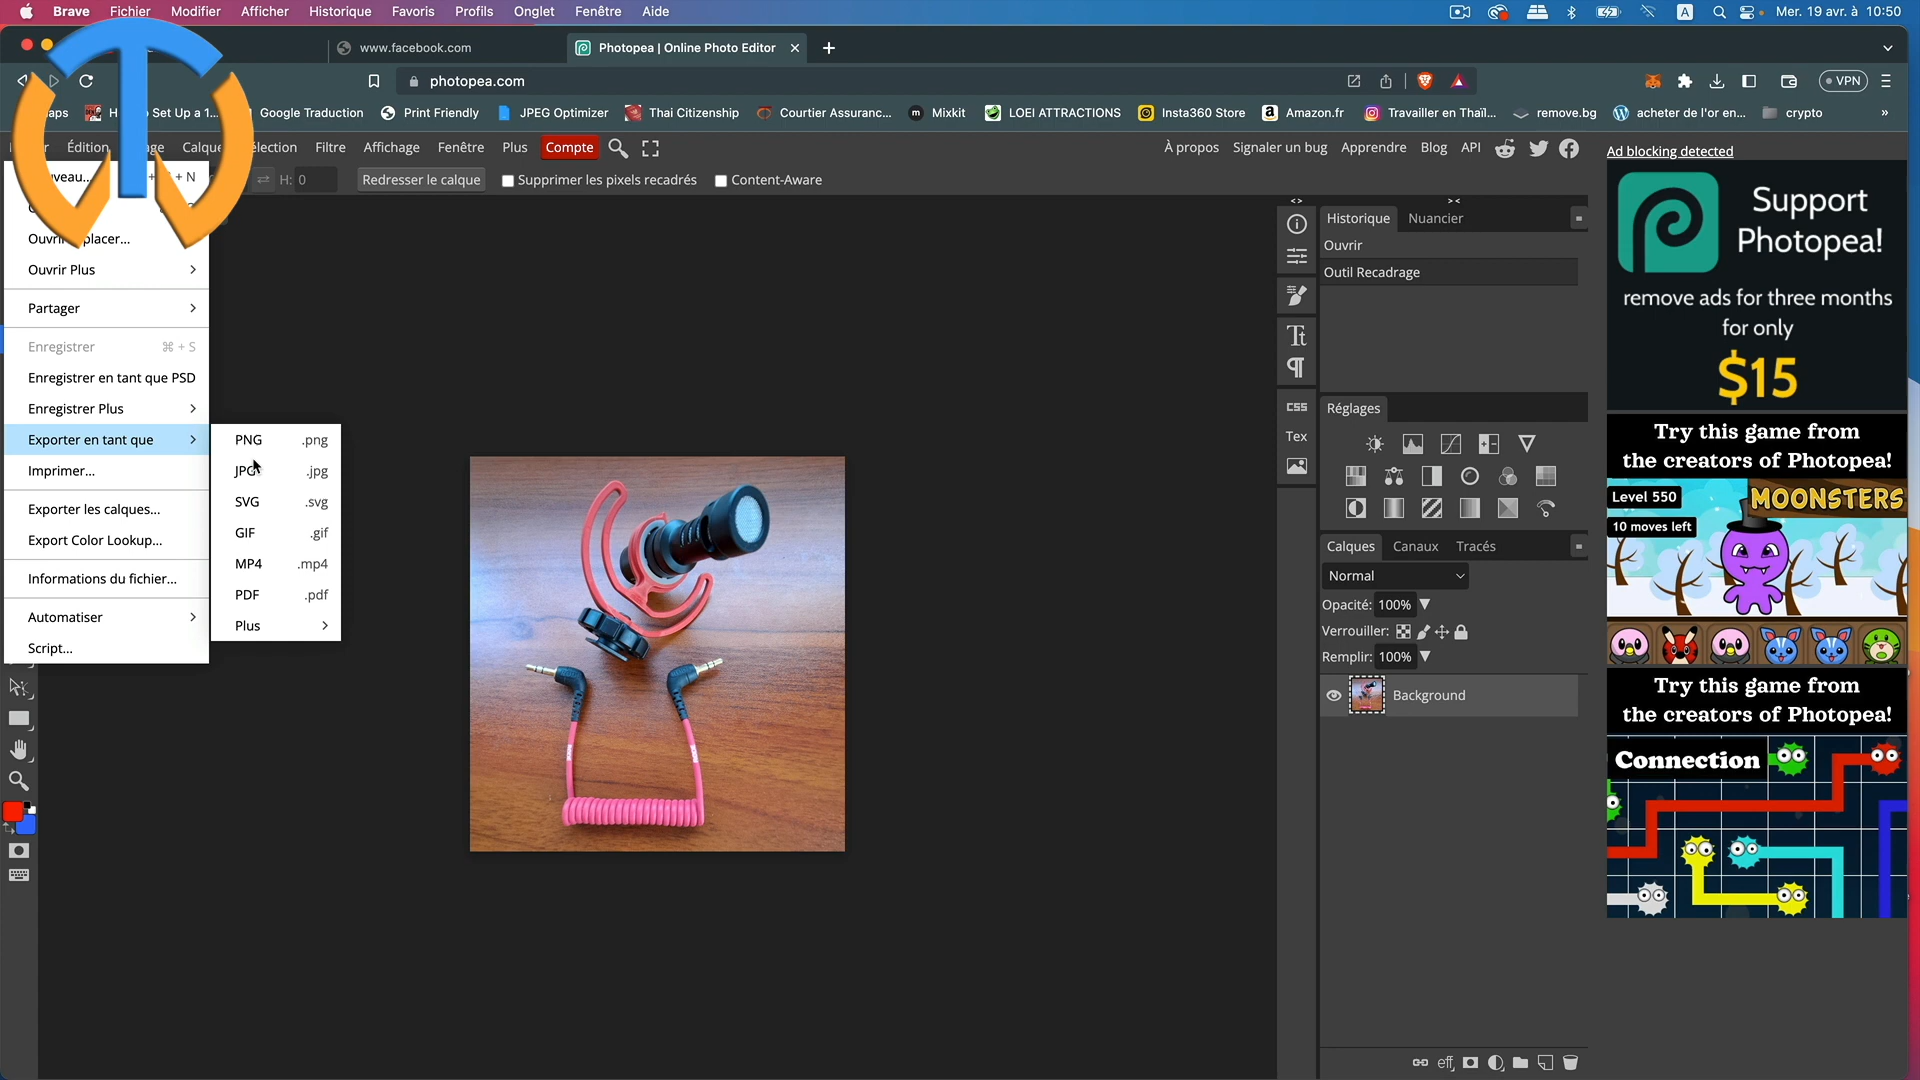 Brave Fichier Modifier Afficher Historique Favoris Profils Onglet Fenêtre Aide
A Mer. 19 avr. à 10:50
www.facebook.com
Photopea | Online Photo Editor
photopea.com
VPN
aps
Set Up a 1...
Google Traduction
Print Friendly
JPEG Optimizer
Thai Citizenship
Courtier Assuranc...
Mixkit
LOEI ATTRACTIONS
Insta360 Store
Amazon.fr
Travailler en Thaïl...
remove.bg
acheter de l'or en...
crypto
»
Édition
Filtre Affichage Fenêtre Plus Compte
À propos Signaler un bug Apprendre Blog API
H: 0
Redresser le calque
Supprimer les pixels recadrés
Content-Aware
+ N
Ouvrir Plus
Partager
Enregistrer ⌘ + S
Enregistrer en tant que PSD
Enregistrer Plus
Exporter en tant que
Imprimer...
Exporter les calques...
Export Color Lookup...
Informations du fichier...
Automatiser
Script...
PNG .png
JPG .jpg
SVG .svg
GIF .gif
MP4 .mp4
PDF .pdf
Plus
Historique Nuancier
Ouvrir
Outil Recadrage
Tt
CSS
Tex
Réglages
Calques Canaux Tracés
Normal
Opacité: 100%
Verrouiller:
Remplir: 100%
Background
eff
Ad blocking detected
Support
Photopea!
remove ads for three months
for only
$15
Try this game from
the creators of Photopea!
Level 550
MOONSTERS
10 moves left
Try this game from
the creators of Photopea!
Connection